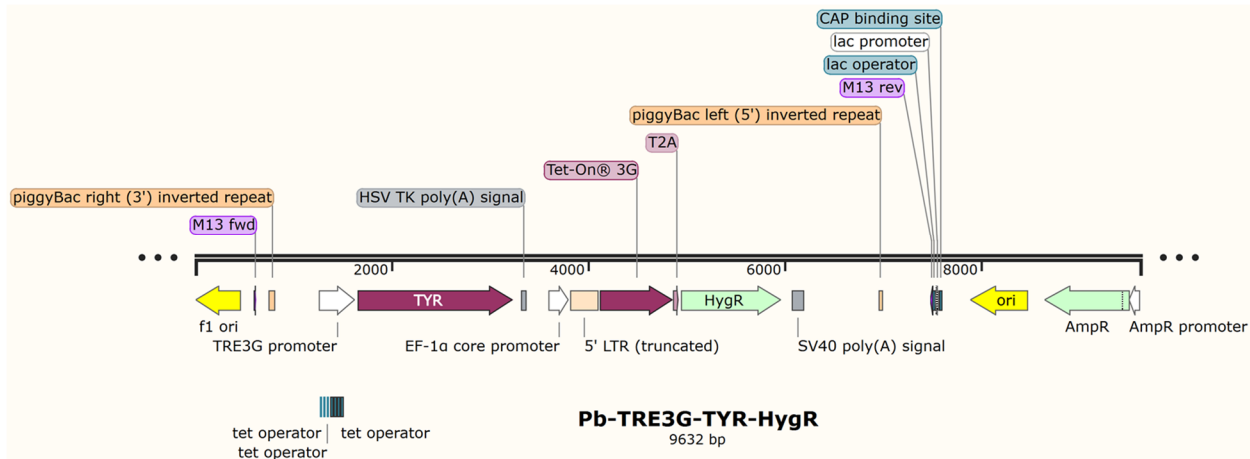 CAP binding site
lac promoter
lac operator
M13 rev
piggyBac left (5') inverted repeat
T2A
Tet-On® 3G
piggyBac right (3') inverted repeat
HSV TK poly(A) signal
M13 fwd
2000
4000
6000
8000
TYR
HygR
ori
f1 ori
AmpR
AmpR promoter
TRE3G promoter
EF-1α core promoter
5' LTR (truncated)
SV40 poly(A) signal
Pb-TRE3G-TYR-HygR
9632 bp
tet operator
tet operator
tet operator